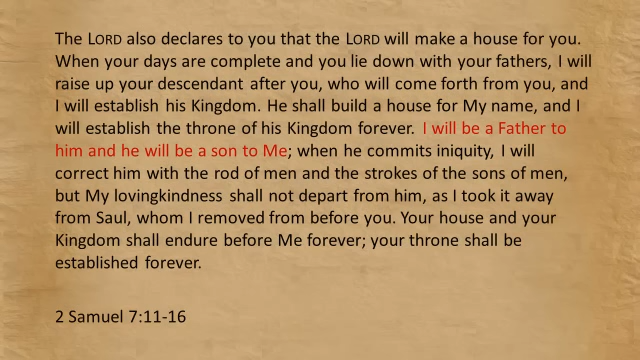 The LORD also declares to you that the LORD will make a house for you.
When your days are complete and you lie down with your fathers, I will
raise up your descendant after you, who will come forth from you, and
I will establish his Kingdom. He shall build a house for My name, and I
will establish the throne of his Kingdom forever. I will be a Father to
him and he will be a son to Me; when he commits iniquity, I will
correct him with the rod of men and the strokes of the sons of men,
but My lovingkindness shall not depart from him, as I took it away
from Saul, whom I removed from before you. Your house and your
Kingdom shall endure before Me forever; your throne shall be
established forever.
2 Samuel 7:11-16